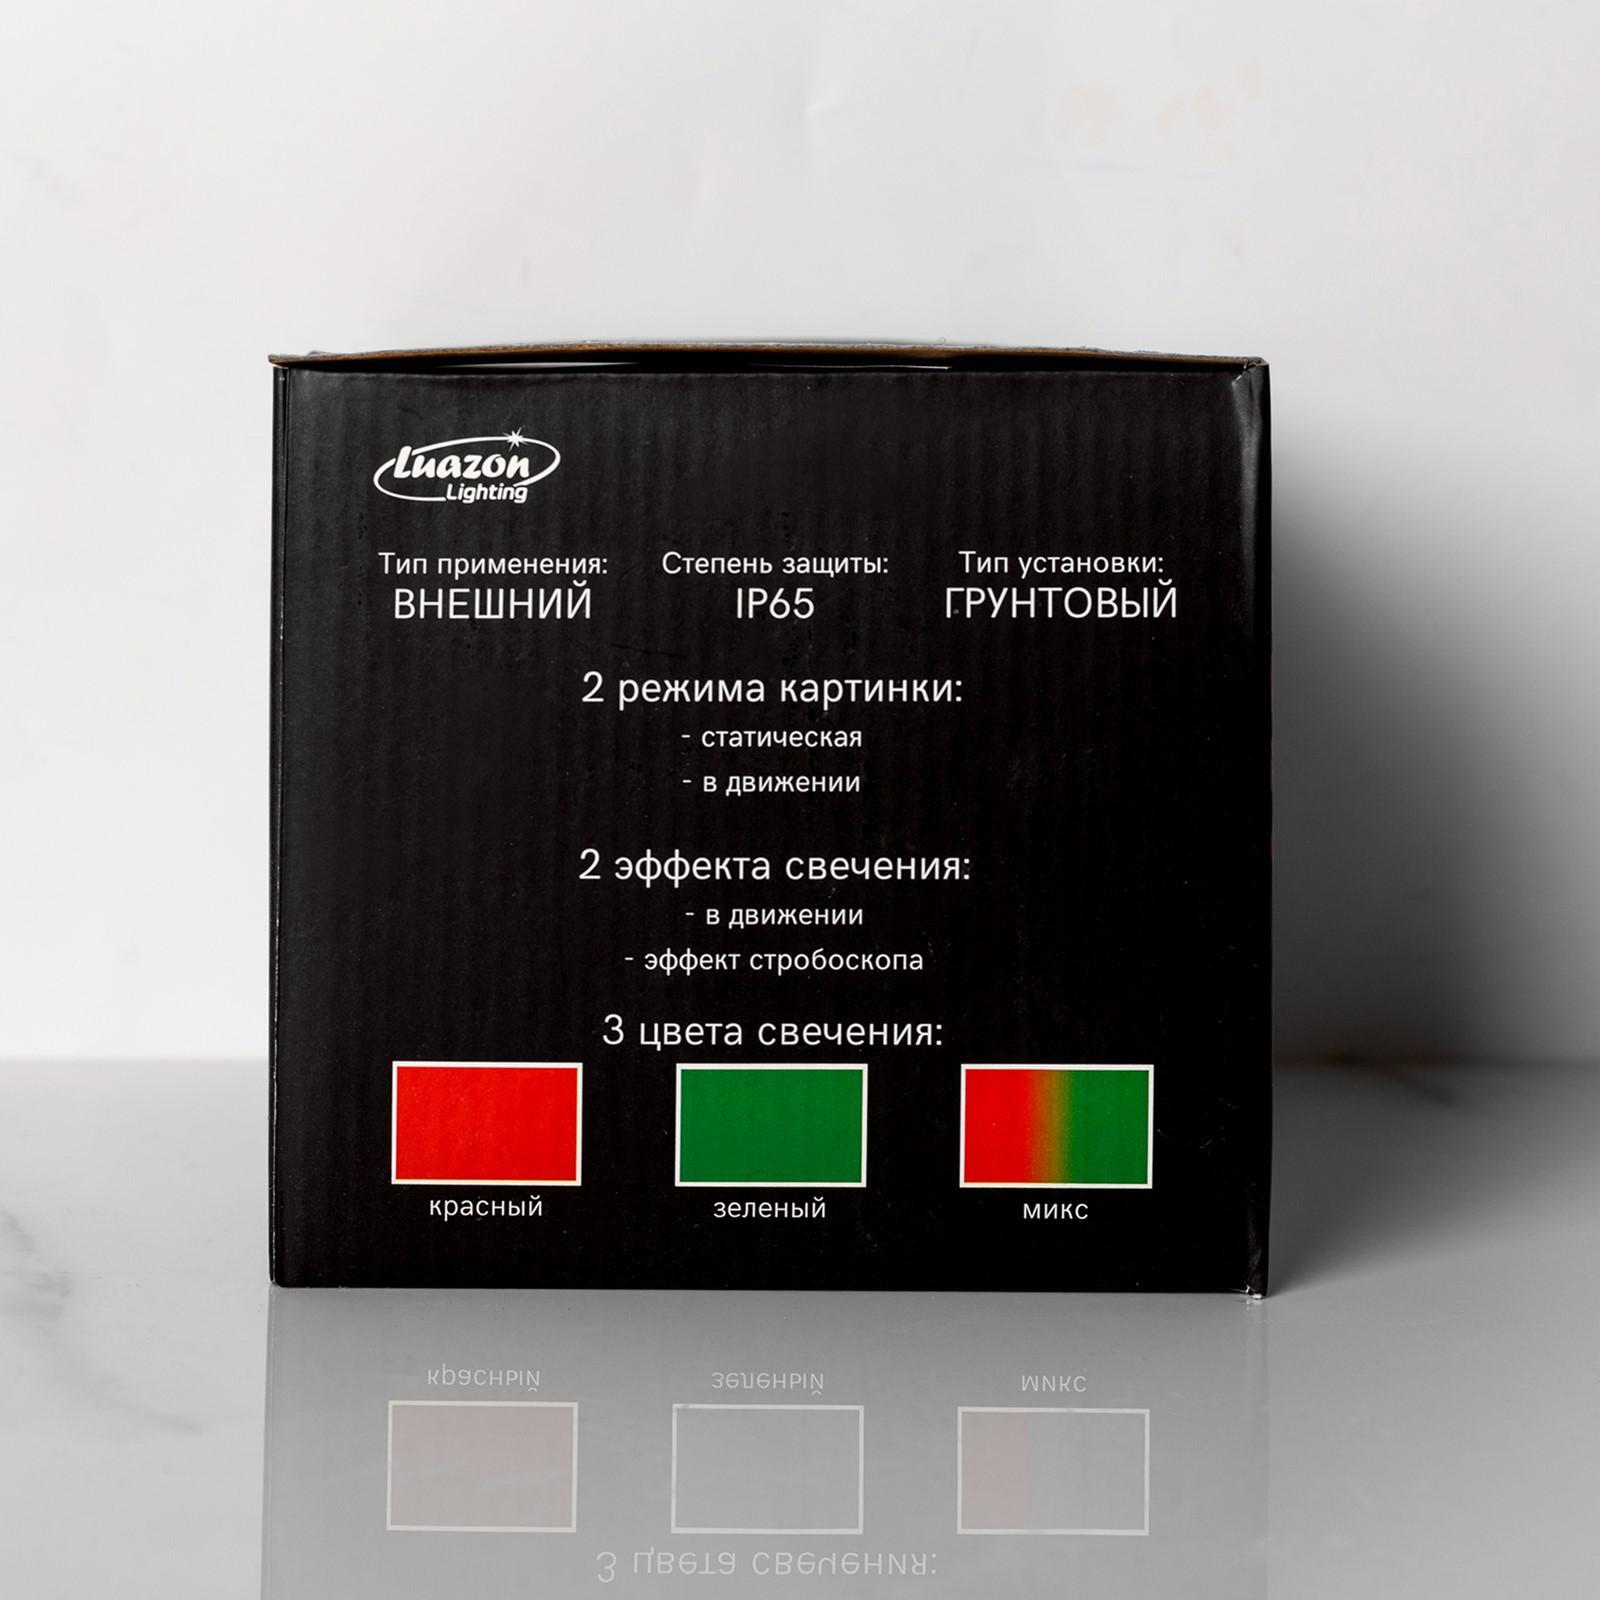 Luazon
Lighting
Тип применения:
ВНЕШНИЙ
Степень защиты:
IP65
Тип установки:
ГРУНТОВЫЙ
2 режима картинки:
- статическая
- в движении
2 эффекта свечения:
- в движении
- эффект стробоскопа
3 цвета свечения:
красный
зеленый
микс